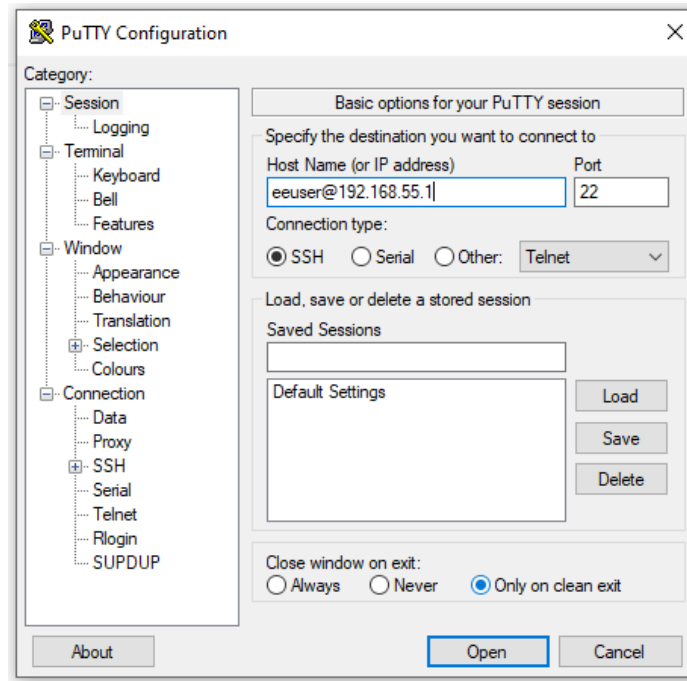 PuTTY Configuration
Category:
Session
Logging
Terminal
Keyboard
Bell
Features
Window
Appearance
Behaviour
Translation
Selection
Colours
Connection
Data
Proxy
SSH
Serial
Telnet
Rlogin
SUPDUP
Basic options for your PuTTY session
Specify the destination you want to connect to
Host Name (or IP address) Port
eeuser@192.168.55.1 22
Connection type:
SSH Serial Other: Telnet
Load, save or delete a stored session
Saved Sessions
Default Settings
Load
Save
Delete
Close window on exit:
Always Never Only on clean exit
About Open Cancel